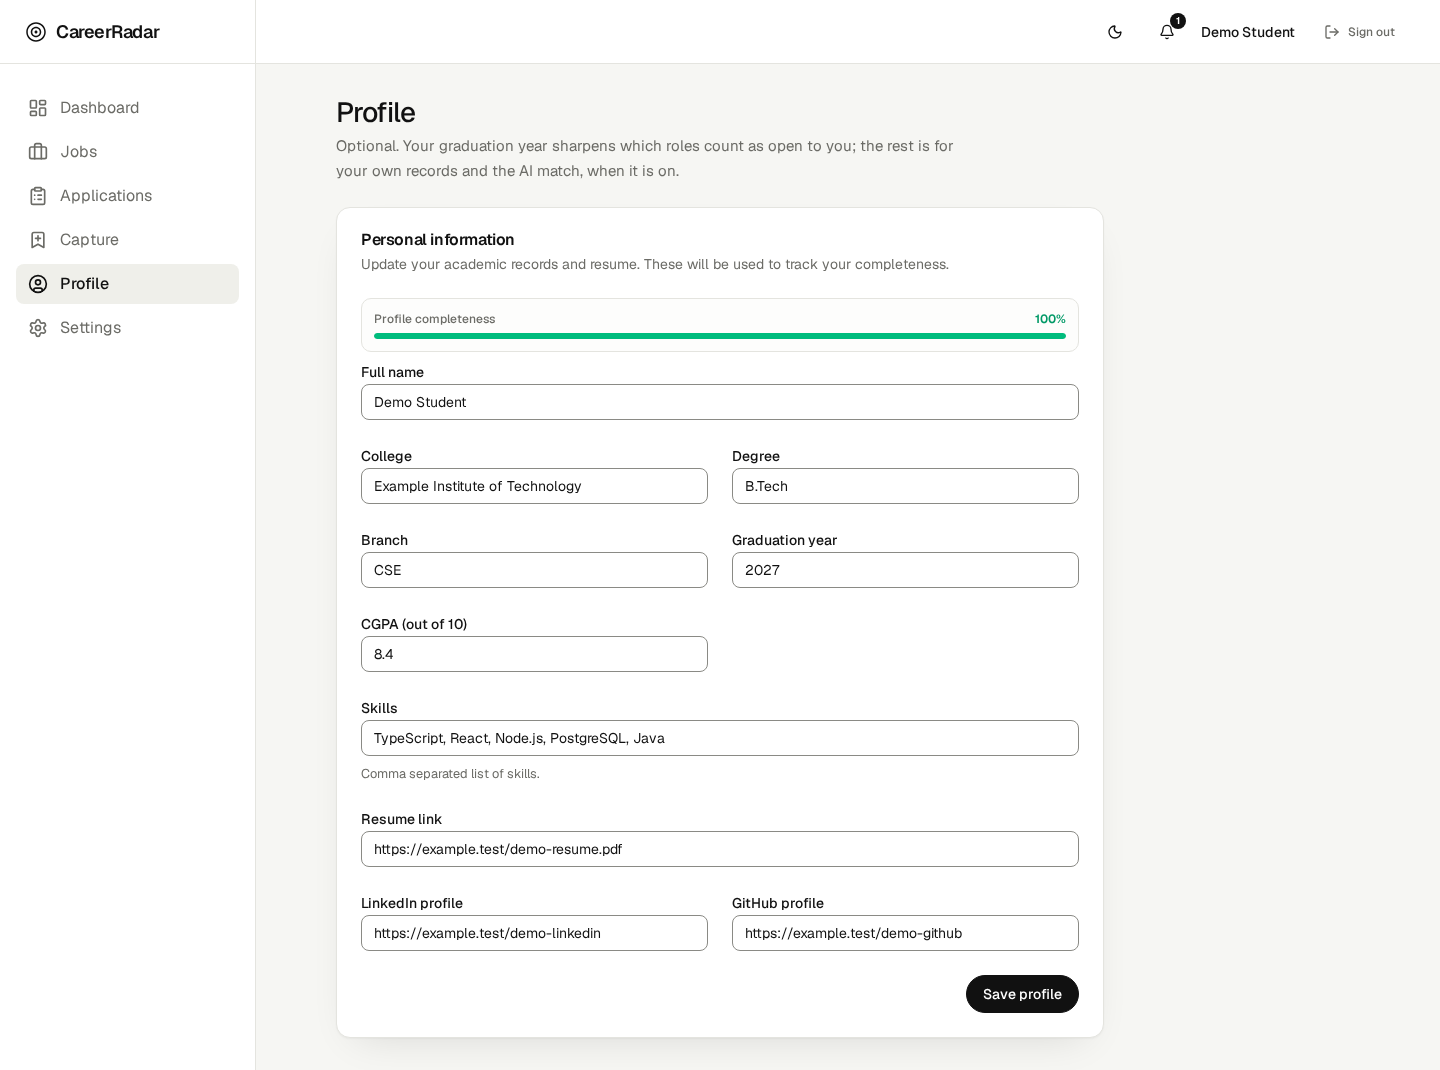 CareerRadar
1
Demo Student
Sign out
Dashboard
Jobs
Applications
Capture
Profile
Settings
Profile
Optional. Your graduation year sharpens which roles count as open to you; the rest is for
your own records and the AI match, when it is on.
Personal information
Update your academic records and resume. These will be used to track your completeness.
Profile completeness 100%
Full name
Demo Student
College
Example Institute of Technology
Degree
B.Tech
Branch
CSE
Graduation year
2027
CGPA (out of 10)
8.4
Skills
TypeScript, React, Node.js, PostgreSQL, Java
Comma separated list of skills.
Resume link
https://example.test/demo-resume.pdf
LinkedIn profile
https://example.test/demo-linkedin
GitHub profile
https://example.test/demo-github
Save profile